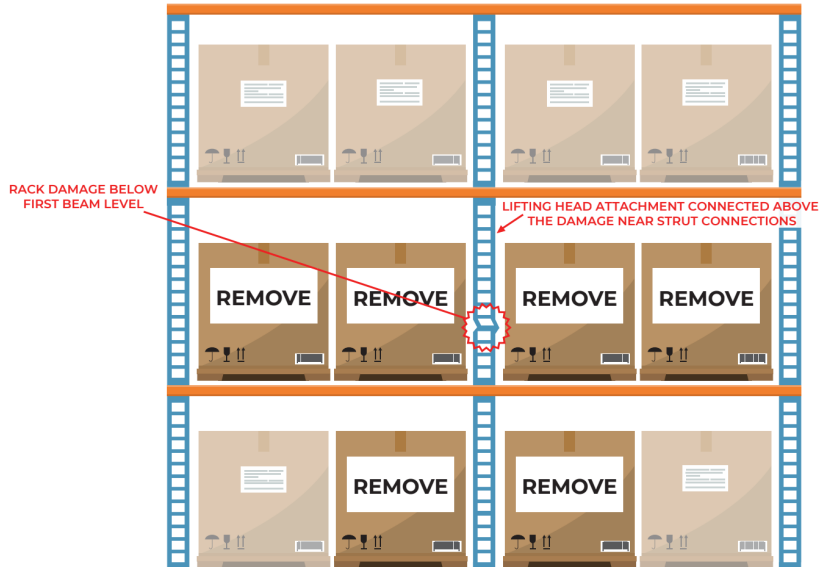 RACK DAMAGE BELOW
FIRST BEAM LEVEL
LIFTING HEAD ATTACHMENT CONNECTED ABOVE
THE DAMAGE NEAR STRUT CONNECTIONS
REMOVE
REMOVE
REMOVE
REMOVE
REMOVE
REMOVE